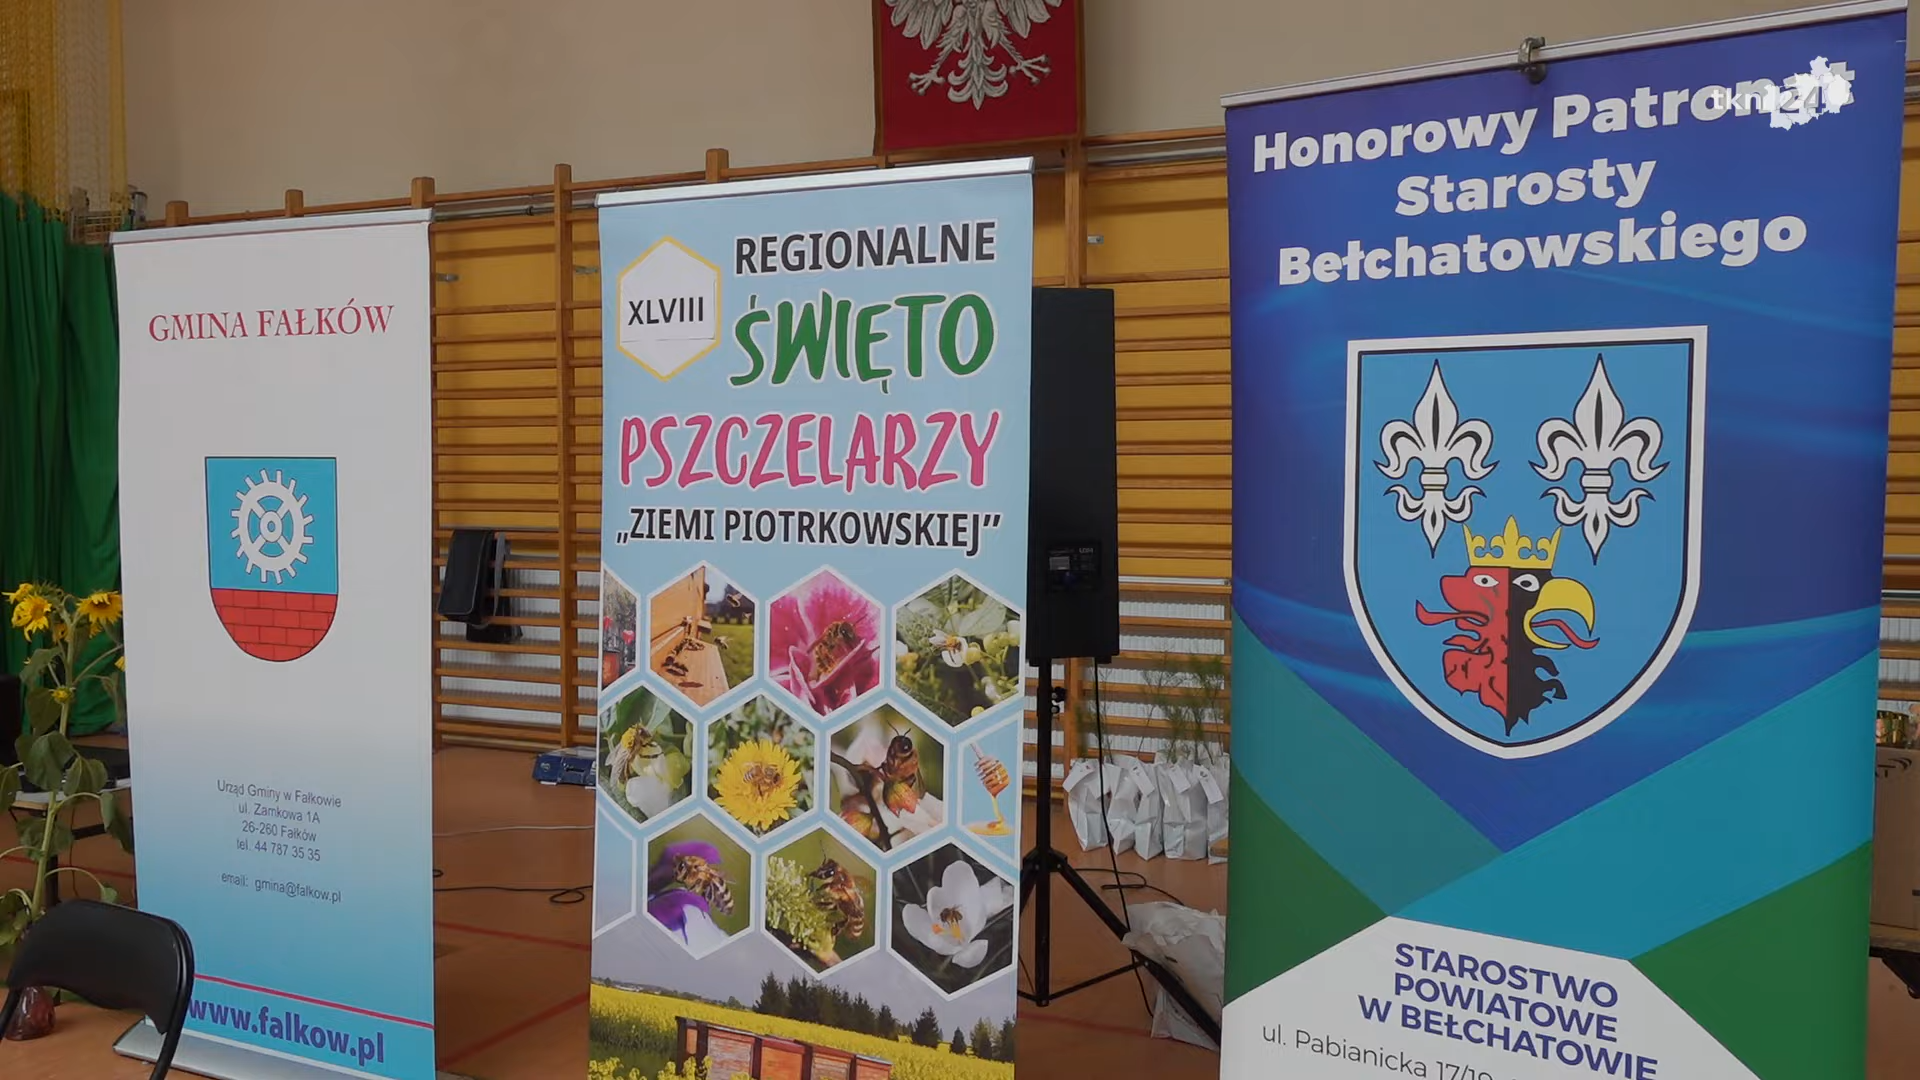 GMINA FAŁKÓW
Urząd Gminy w Fałkowie
ul. Zamkowa 1A
26-260 Fałków
tel. 44 787 35 35
email: gmina@falkow.pl
www.falkow.pl
XLVIII
REGIONALNE
ŚWIĘTO
PSZCZELARZY
„ZIEMI PIOTRKOWSKIEJ”
tkn24
Honorowy Patronat
Starosty
Bełchatowskiego
STAROSTWO
POWIATOWE
W BEŁCHATOWIE
ul. Pabianicka 17/19